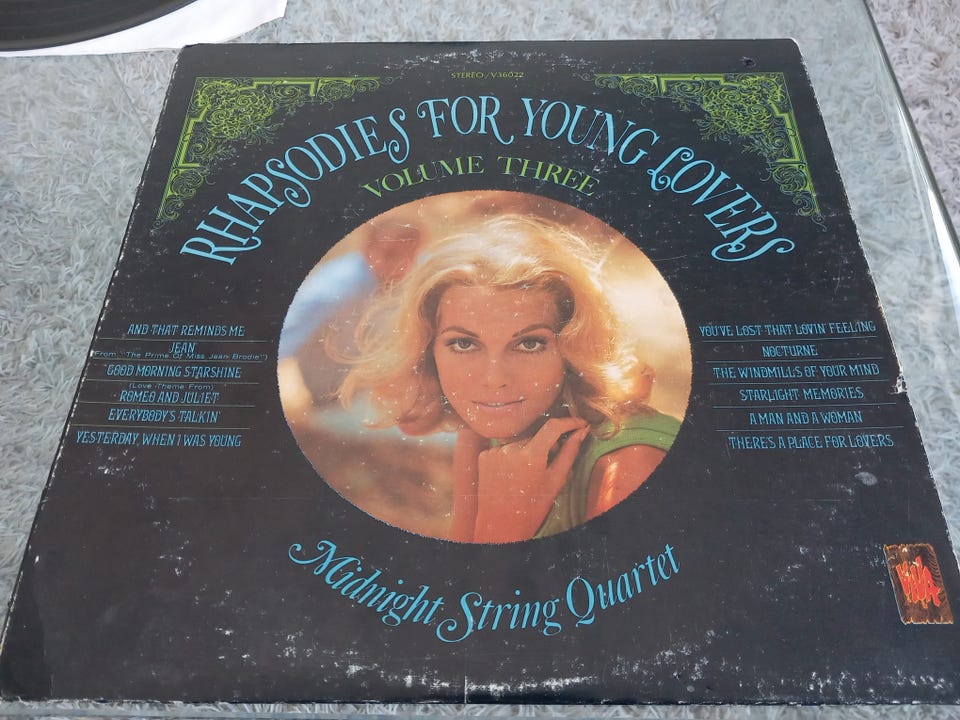 STEREO/V36022
RHAPSODIES FOR YOUNG LOVERS
VOLUME THREE
AND THAT REMINDS ME
JEAN
(From "The Prime Of Miss Jean Brodie")
GOOD MORNING STARSHINE
(Love Theme From)
ROMEO AND JULIET
EVERYBODY'S TALKIN'
YESTERDAY, WHEN I WAS YOUNG
YOU'VE LOST THAT LOVIN' FEELING
NOCTURNE
THE WINDMILLS OF YOUR MIND
STARLIGHT MEMORIES
A MAN AND A WOMAN
THERE'S A PLACE FOR LOVERS
Midnight String Quartet
VIVA